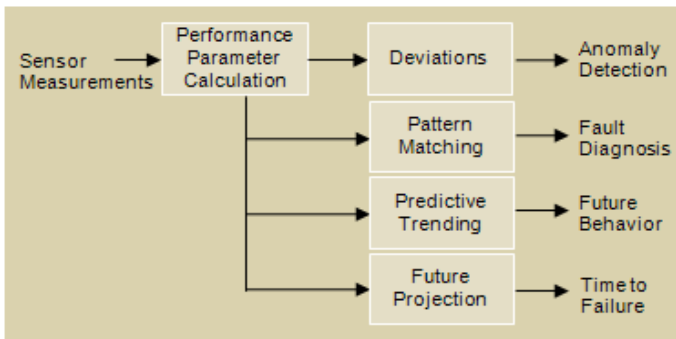 Sensor
Measurements
Performance
Parameter
Calculation
Deviations
Anomaly
Detection
Pattern
Matching
Fault
Diagnosis
Predictive
Trending
Future
Behavior
Future
Projection
Time to
Failure